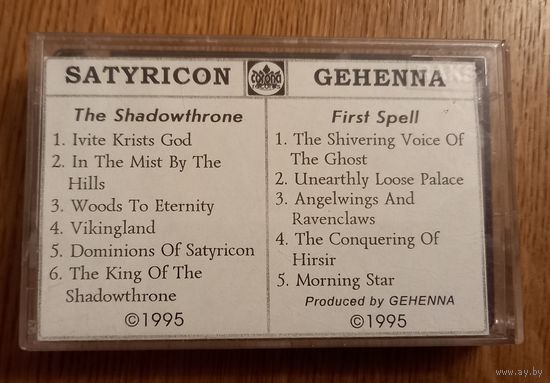 SATYRICON
corona
records
GEHENNA
The Shadowthrone
1. Ivite Krists God
2. In The Mist By The
Hills
3. Woods To Eternity
4. Vikingland
5. Dominions Of Satyricon
6. The King Of The
Shadowthrone
©1995
First Spell
1. The Shivering Voice Of
The Ghost
2. Unearthly Loose Palace
3. Angelwings And
Ravenclaws
4. The Conquering Of
Hirsir
5. Morning Star
Produced by GEHENNA
©1995
www.ay.by